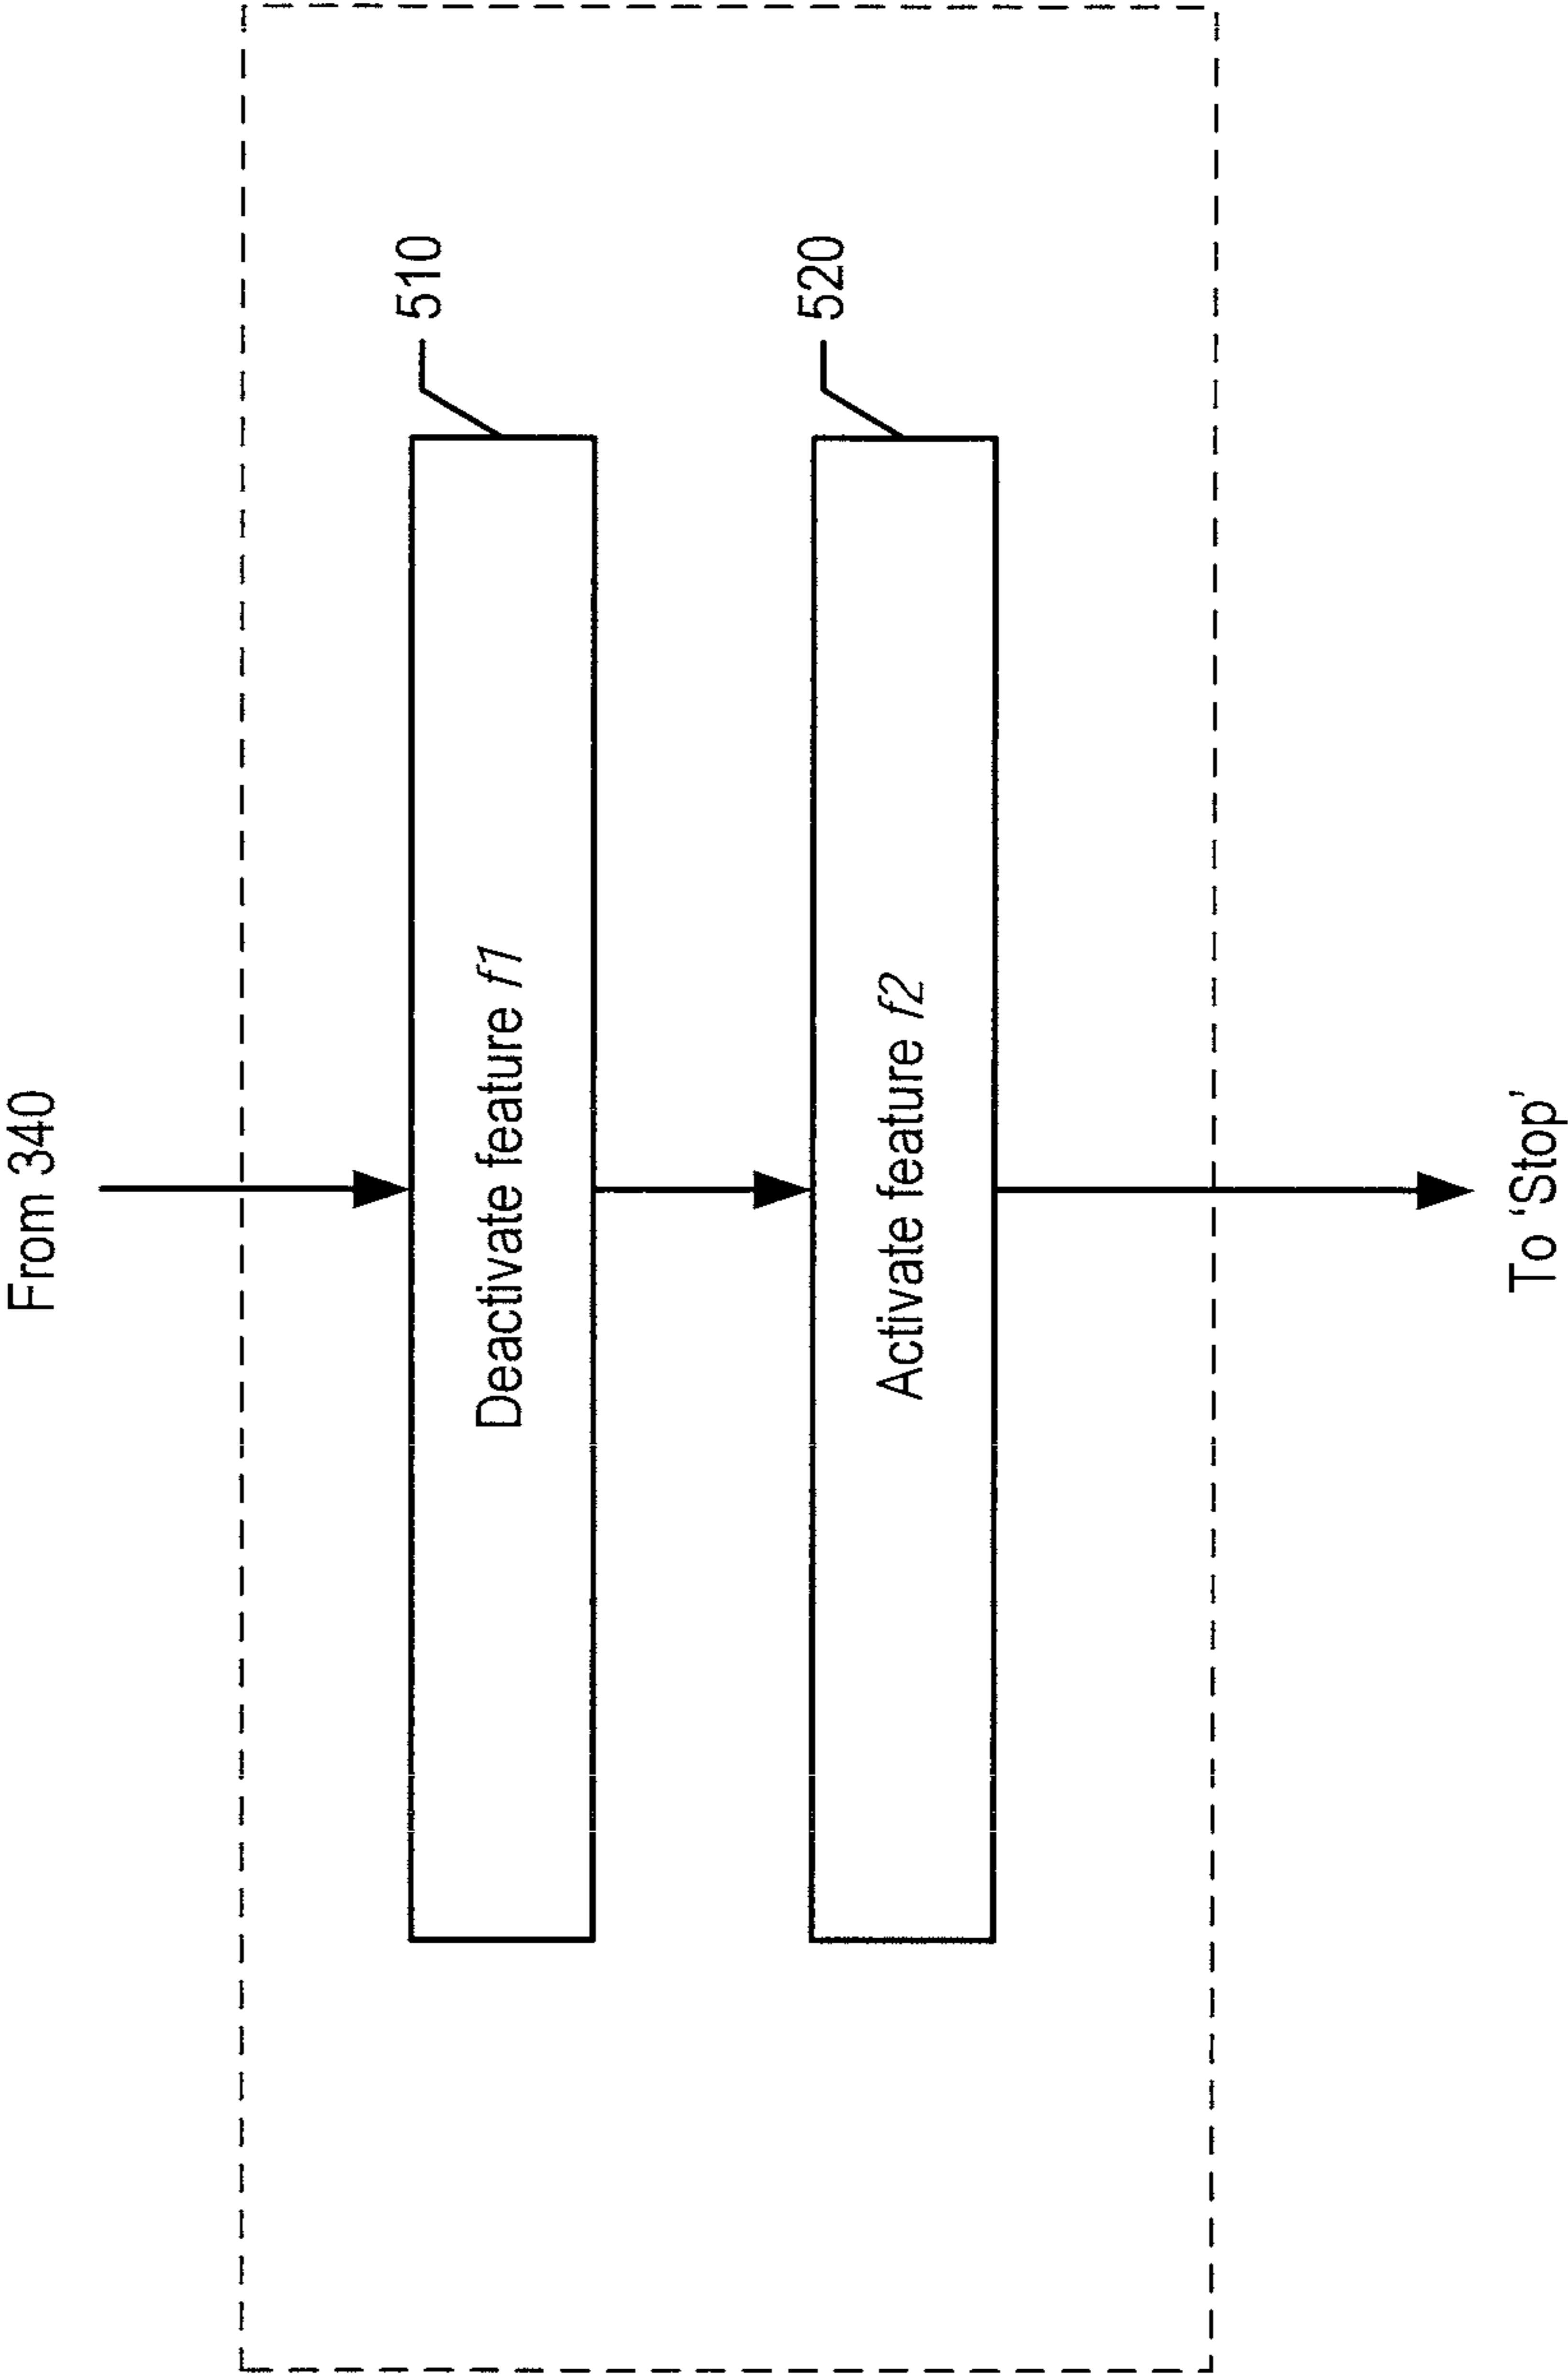 From 340
510
Deactivate feature f1
520
Activate feature f2
To ‘Stop’